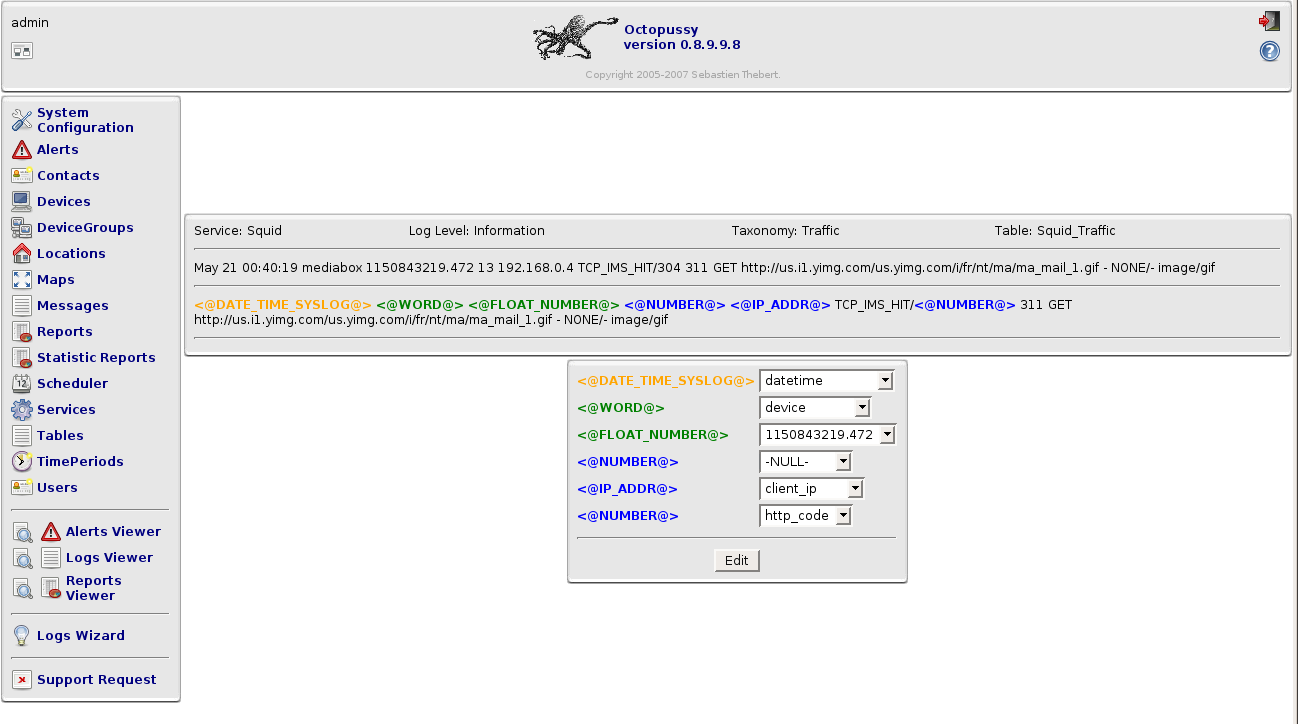 admin
Octopussy
version 0.8.9.9.8
Copyright 2005-2007 Sebastien Thebert.
System
Configuration
Alerts
Contacts
Devices
DeviceGroups
Locations
Maps
Messages
Reports
Statistic Reports
12
Scheduler
Services
Tables
TimePeriods
Users
Alerts Viewer
Logs Viewer
Reports
Viewer
Logs Wizard
Support Request
Service: Squid Log Level: Information Taxonomy: Traffic Table: Squid_Traffic
May 21 00:40:19 mediabox 1150843219.472 13 192.168.0.4 TCP_IMS_HIT/304 311 GET http://us.i1.yimg.com/us.yimg.com/i/fr/nt/ma/ma_mail_1.gif - NONE/- image/gif
<@DATE_TIME_SYSLOG@> <@WORD@> <@FLOAT_NUMBER@> <@NUMBER@> <@IP_ADDR@> TCP_IMS_HIT/<@NUMBER@> 311 GET
http://us.i1.yimg.com/us.yimg.com/i/fr/nt/ma/ma_mail_1.gif - NONE/- image/gif
<@DATE_TIME_SYSLOG@> datetime
<@WORD@> device
<@FLOAT_NUMBER@> 1150843219.472
<@NUMBER@> -NULL-
<@IP_ADDR@> client_ip
<@NUMBER@> http_code
Edit